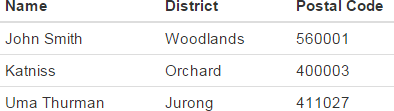 Name District Postal Code
John Smith Woodlands 560001
Katniss Orchard 400003
Uma Thurman Jurong 411027